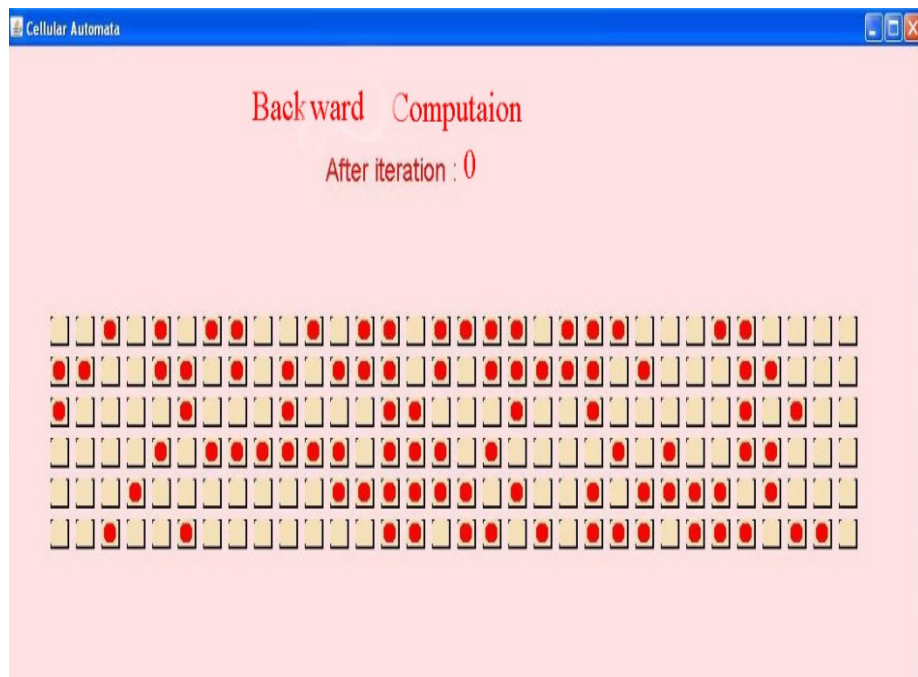 Cellular Automata
Backward Computaion
After iteration : 0